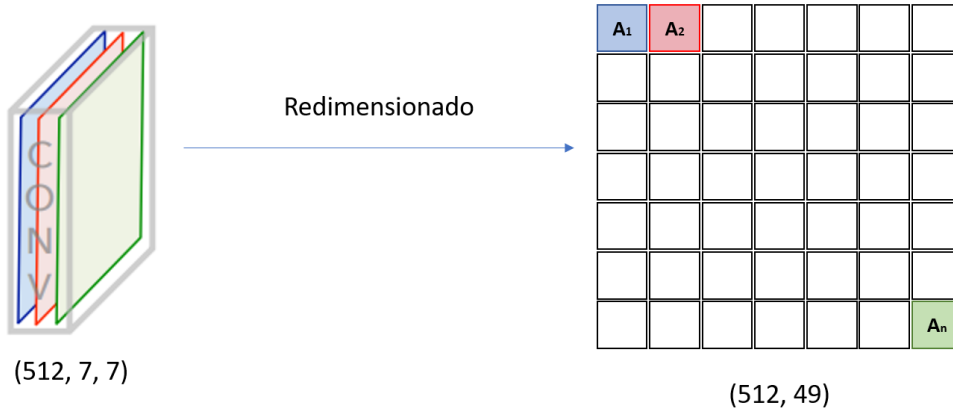 A₁ A₂
Redimensionado
CONV
Aₙ
(512, 7, 7)
(512, 49)